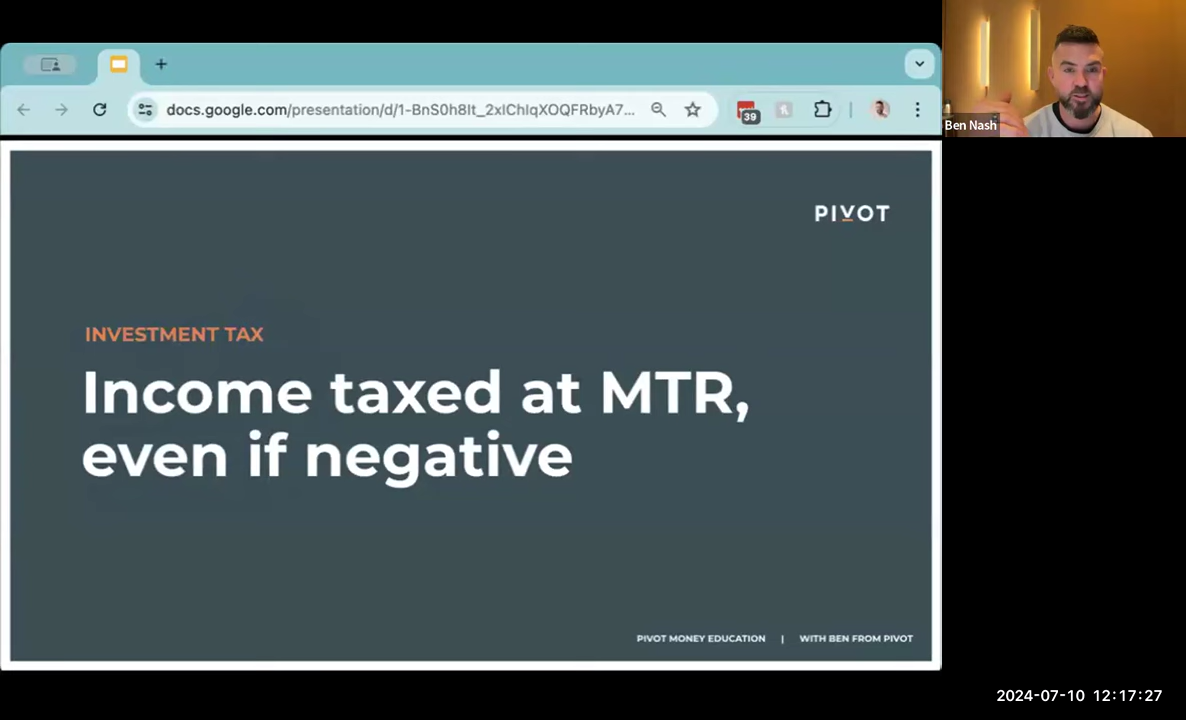 docs.google.com/presentation/d/1-BnS0h8It_2xIChIqXOQFRbyA7...
39
Ben Nash
PIVOT
INVESTMENT TAX
Income taxed at MTR,
even if negative
PIVOT MONEY EDUCATION | WITH BEN FROM PIVOT
2024-07-10 12:17:27